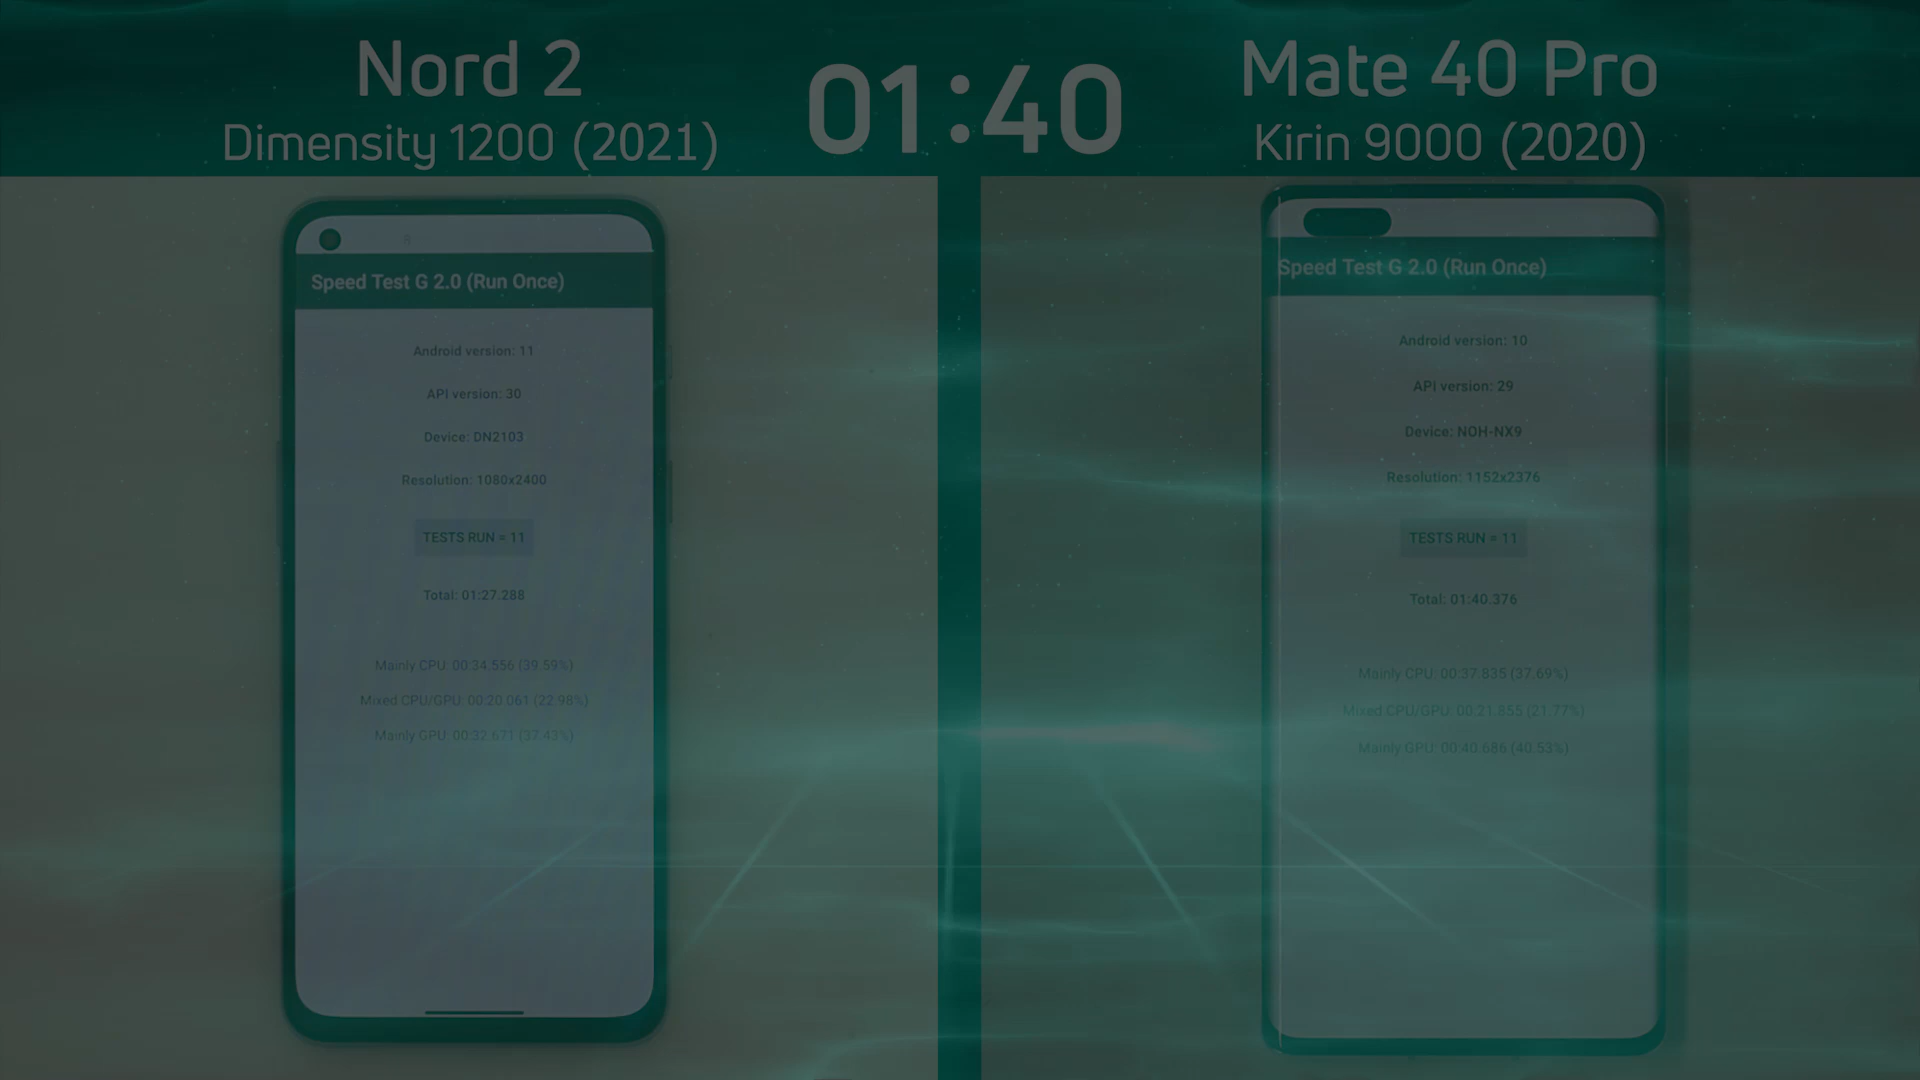 Nord 2
Dimensity 1200 (2021)
01:40
Mate 40 Pro
Kirin 9000 (2020)
Speed Test G 2.0 (Run Once)
Android version: 11
API version: 30
Device: DN2103
Resolution: 1080x2400
TESTS RUN = 11
Total: 01:27.288
Mainly CPU: 00:34.556 (39.59%)
Mixed CPU/GPU: 00:20.061 (22.98%)
Mainly GPU: 00:32.671 (37.43%)
Speed Test G 2.0 (Run Once)
Android version: 10
API version: 29
Device: NOH-NX9
Resolution: 1152x2376
TESTS RUN = 11
Total: 01:40.376
Mainly CPU: 00:37.835 (37.69%)
Mixed CPU/GPU: 00:21.855 (21.77%)
Mainly GPU: 00:40.686 (40.53%)